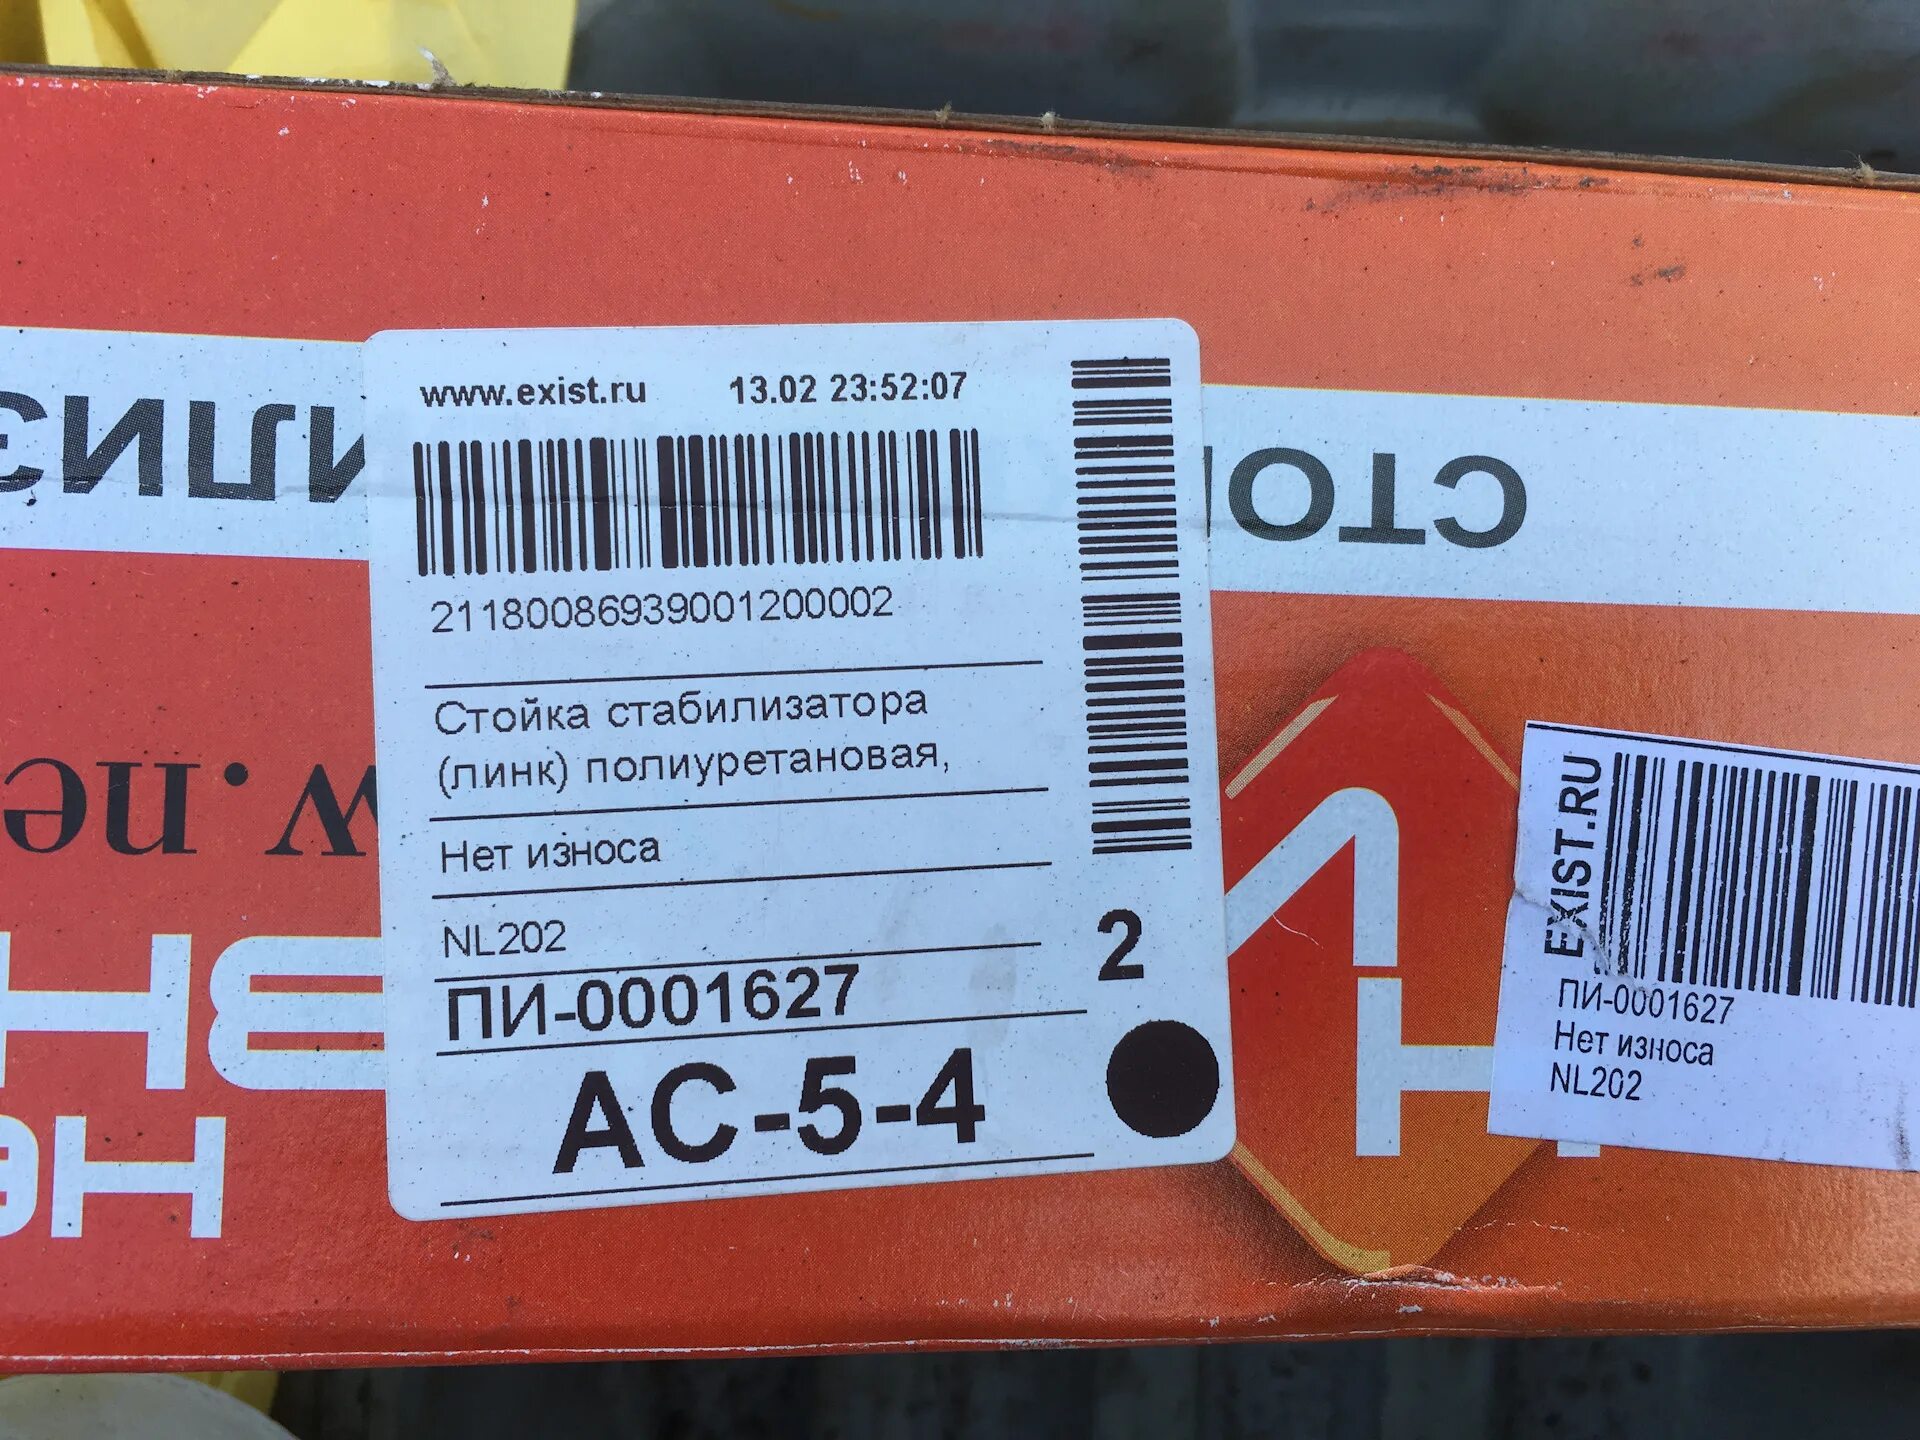 www.exist.ru 13.02 23:52:07
21180086939001200002
Стойка стабилизатора
(линк) полиуретановая,
Нет износа
NL202
ПИ-0001627
АС-5-4
2
EXIST.RU
ПИ-0001627
Нет износа
NL202